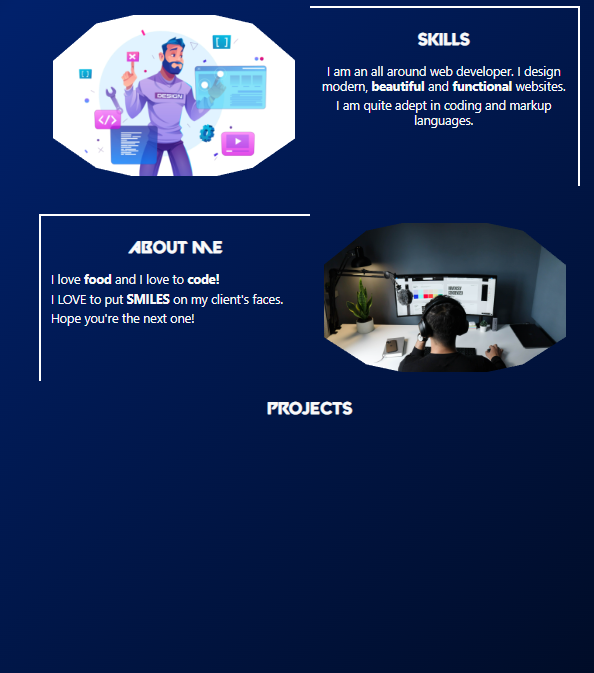 SKILLS
I am an all around web developer. I design
modern, beautiful and functional websites.
I am quite adept in coding and markup
languages.
DESIGN
ABOUT ME
I love food and I love to code!
I LOVE to put SMILES on my client's faces.
Hope you're the next one!
PROJECTS